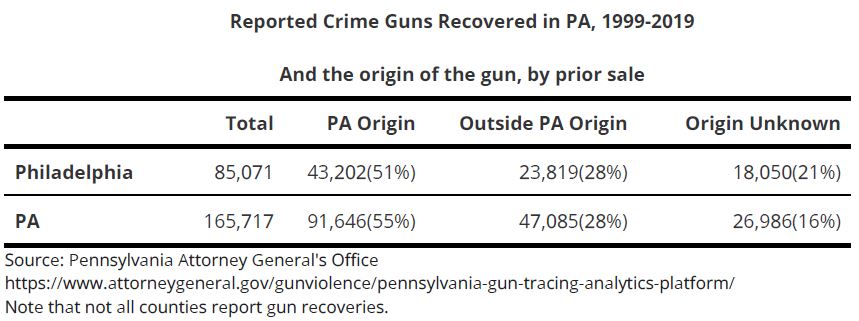 Reported Crime Guns Recovered in PA, 1999-2019
And the origin of the gun, by prior sale
Total PA Origin Outside PA Origin Origin Unknown
Philadelphia 85,071 43,202(51%) 23,819(28%) 18,050(21%)
PA 165,717 91,646(55%) 47,085(28%) 26,986(16%)
Source: Pennsylvania Attorney General's Office
https://www.attorneygeneral.gov/gunviolence/pennsylvania-gun-tracing-analytics-platform/
Note that not all counties report gun recoveries.